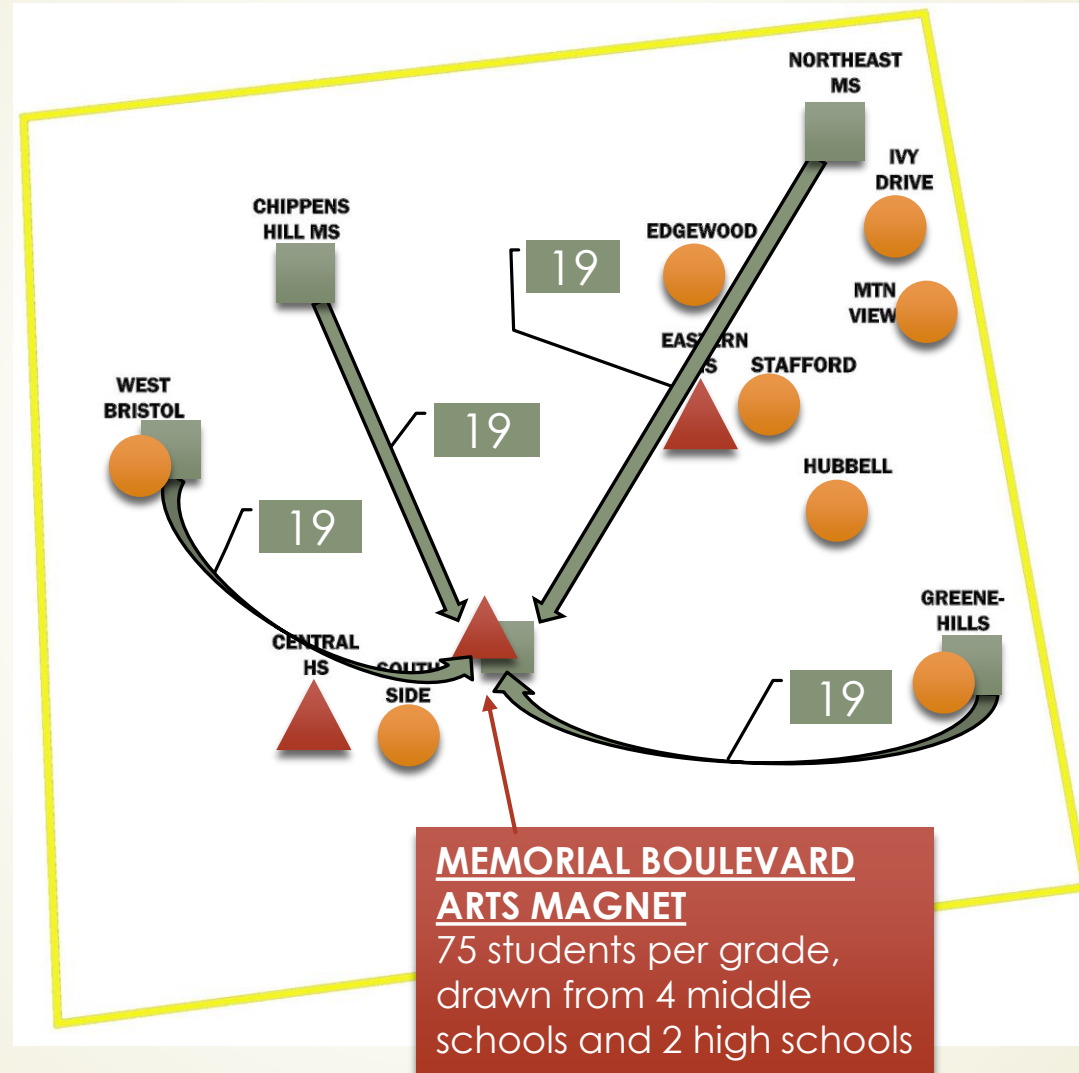 NORTHEAST
MS
IVY
DRIVE
CHIPPENS
HILL MS
EDGEWOOD
19
MTN
VIEW
EASTERN
STAFFORD
WEST
BRISTOL
19
HUBBELL
19
GREENE-
HILLS
CENTRAL
HS
SOUTH
SIDE
19
MEMORIAL BOULEVARD
ARTS MAGNET
75 students per grade,
drawn from 4 middle
schools and 2 high schools